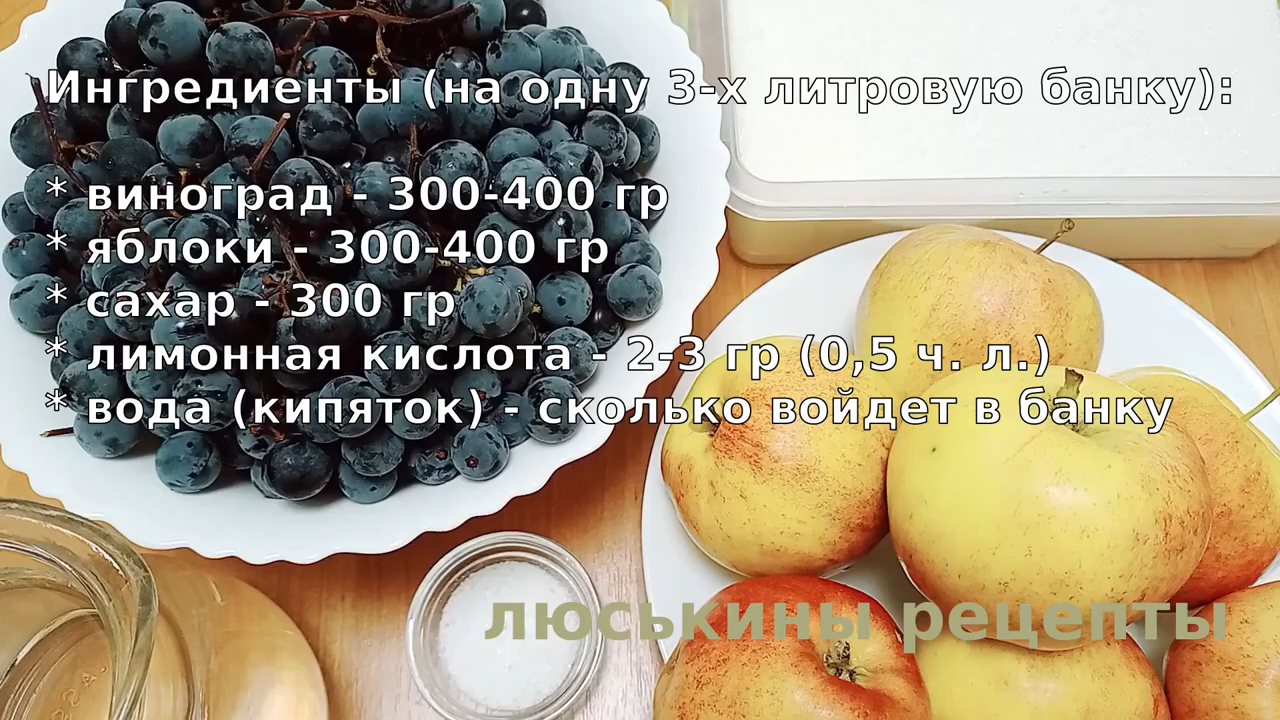 Ингредиенты (на одну 3-х литровую банку):
* виноград - 300-400 гр
* яблоки - 300-400 гр
* сахар - 300 гр
* лимонная кислота - 2-3 гр (0,5 ч. л.)
* вода (кипяток) - сколько войдет в банку
люськины рецепты